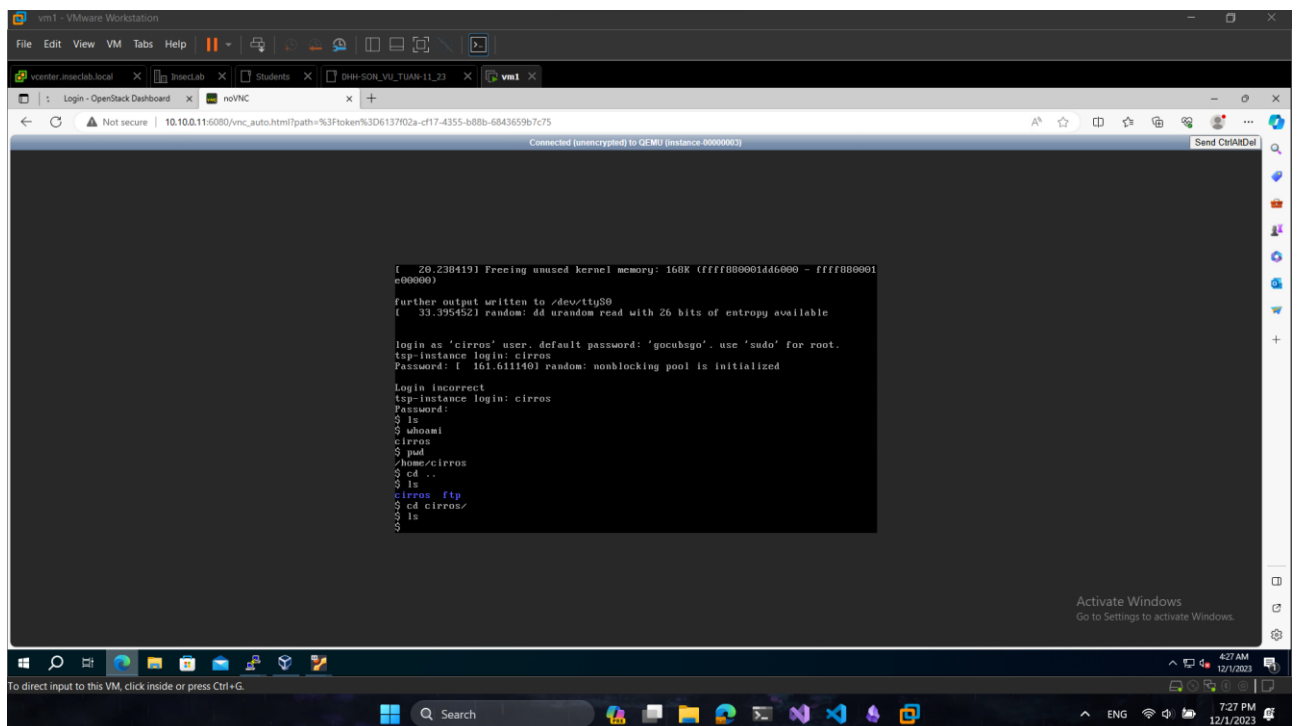 vm1 - VMware Workstation
File Edit View VM Tabs Help
vcenter.inseclab.local InsecLab Students DHH-SON_VU_TUAN-11_23 vm1
Login - OpenStack Dashboard noVNC
Not secure 10.10.0.11:6080/vnc_auto.html?path=%3Ftoken%3D6137f02a-cf17-4355-b88b-6843659b7c75
Connected (unencrypted) to QEMU (instance-00000003) Send CtrlAltDel
[   20.238419] Freeing unused kernel memory: 168K (ffff880001dd6000 - ffff880001
e00000)
further output written to /dev/ttyS0
[   33.395452] random: dd urandom read with 26 bits of entropy available
login as 'cirros' user. default password: 'gocubsgo'. use 'sudo' for root.
tsp-instance login: cirros
Password: [  161.611140] random: nonblocking pool is initialized
Login incorrect
tsp-instance login: cirros
Password:
$ ls
$ whoami
cirros
$ pwd
/home/cirros
$ cd ..
$ ls
cirros  ftp
$ cd cirros/
$ ls
$
Activate Windows
Go to Settings to activate Windows.
4:27 AM
12/1/2023
To direct input to this VM, click inside or press Ctrl+G.
Search
ENG
7:27 PM
12/1/2023